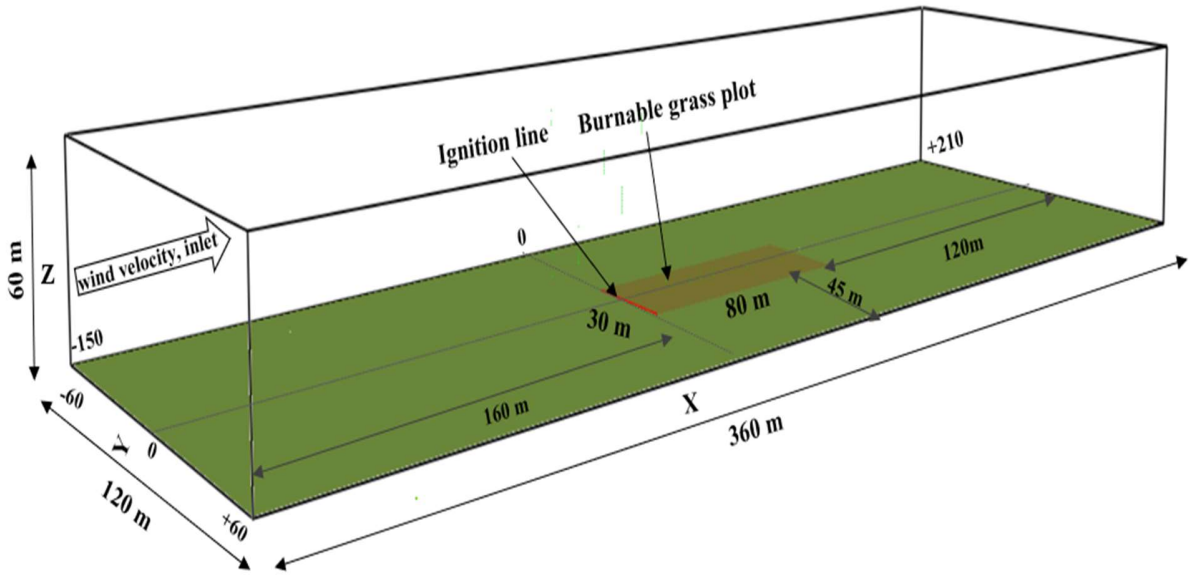 Burnable grass plot
Ignition line
+210
0
wind velocity, inlet
60 m
Z
120m
45 m
80 m
30 m
-150
-60
160 m
X
360 m
Y
0
120 m
+60